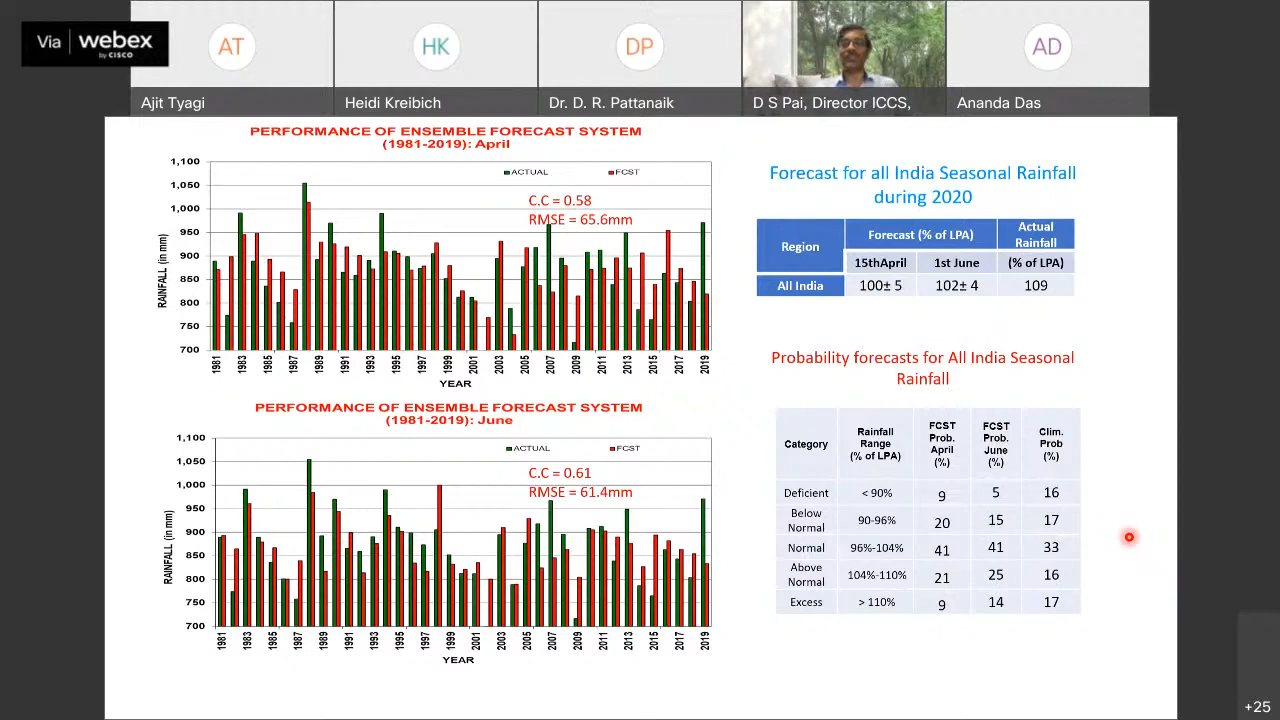 Via webex
by CISCO
AT
HK
DP
AD
Ajit Tyagi
Heidi Kreibich
Dr. D. R. Pattanaik
D S Pai, Director ICCS,
Ananda Das
PERFORMANCE OF ENSEMBLE FORECAST SYSTEM
(1981-2019): April
1,100
1,050
1,000
950
900
850
800
750
700
RAINFALL (in mm)
ACTUAL FCST
C.C = 0.58
RMSE = 65.6mm
1981 1983 1985 1987 1989 1991 1993 1995 1997 1999 2001 2003 2005 2007 2009 2011 2013 2015 2017 2019
YEAR
PERFORMANCE OF ENSEMBLE FORECAST SYSTEM
(1981-2019): June
1,100
1,050
1,000
950
900
850
800
750
700
RAINFALL (in mm)
ACTUAL FCST
C.C = 0.61
RMSE = 61.4mm
1981 1983 1985 1987 1989 1991 1993 1995 1997 1999 2001 2003 2005 2007 2009 2011 2013 2015 2017 2019
YEAR
Forecast for all India Seasonal Rainfall
during 2020
Region Forecast (% of LPA) Actual Rainfall
15thApril 1st June (% of LPA)
All India 100± 5 102± 4 109
Probability forecasts for All India Seasonal
Rainfall
Category Rainfall Range (% of LPA) FCST Prob. April (%) FCST Prob. June (%) Clim. Prob (%)
Deficient < 90% 9 5 16
Below Normal 90-96% 20 15 17
Normal 96%-104% 41 41 33
Above Normal 104%-110% 21 25 16
Excess > 110% 9 14 17
+25